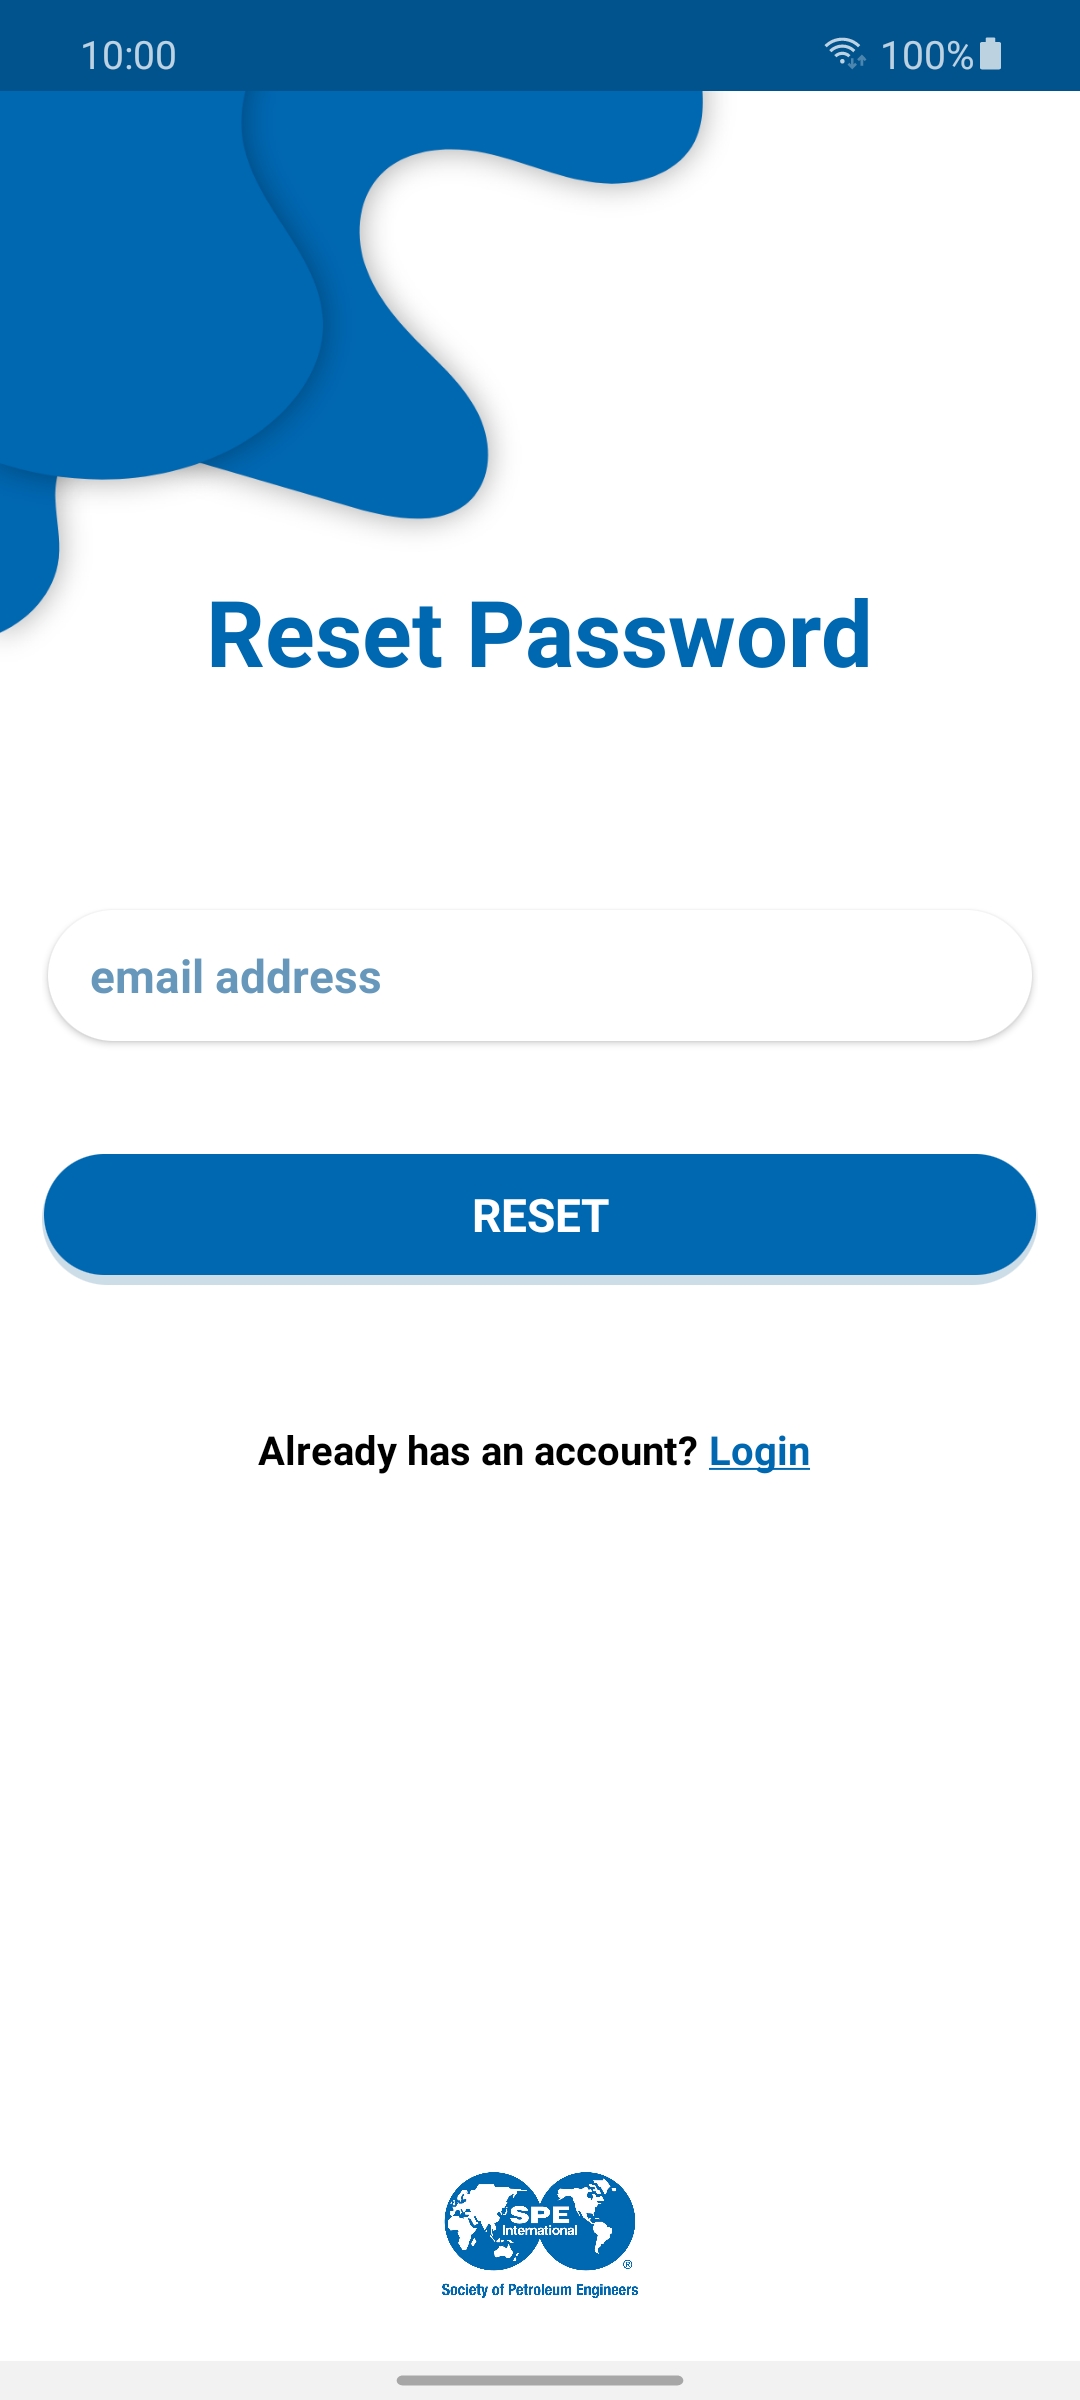 10:00
100%
Reset Password
email address
RESET
Already has an account? Login
SPE
International
®
Society of Petroleum Engineers